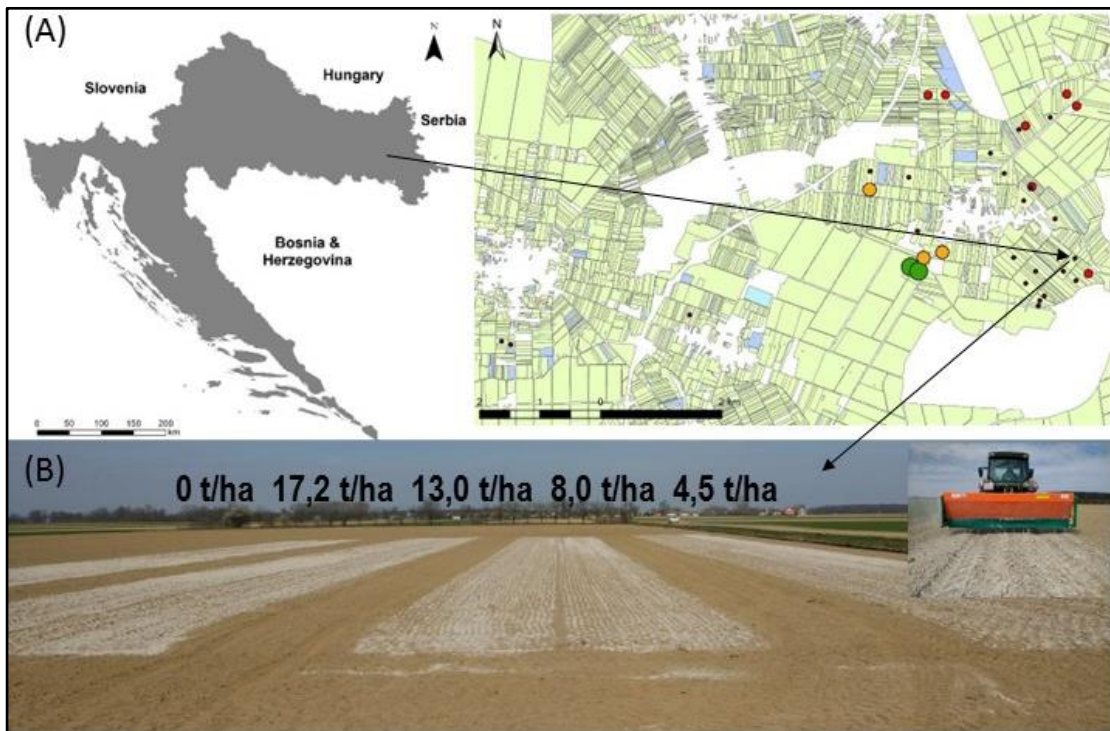 (A)
N
N
Hungary
Slovenia
Serbia
Bosnia &
Herzegovina
0 50 100 150 200
km
2 1 0 2 km
(B)
0 t/ha 17,2 t/ha 13,0 t/ha 8,0 t/ha 4,5 t/ha